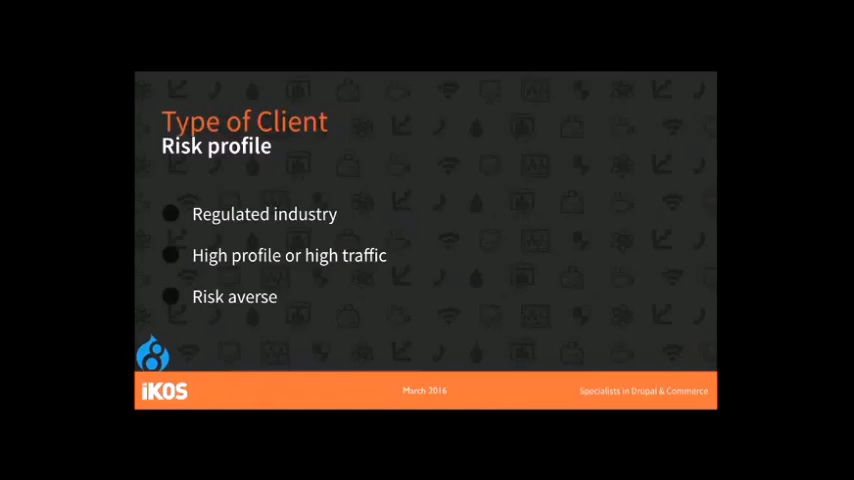 Type of Client
Risk profile
Regulated industry
High profile or high traffic
Risk averse
iKOS
March 2016
Specialists in Drupal & Commerce